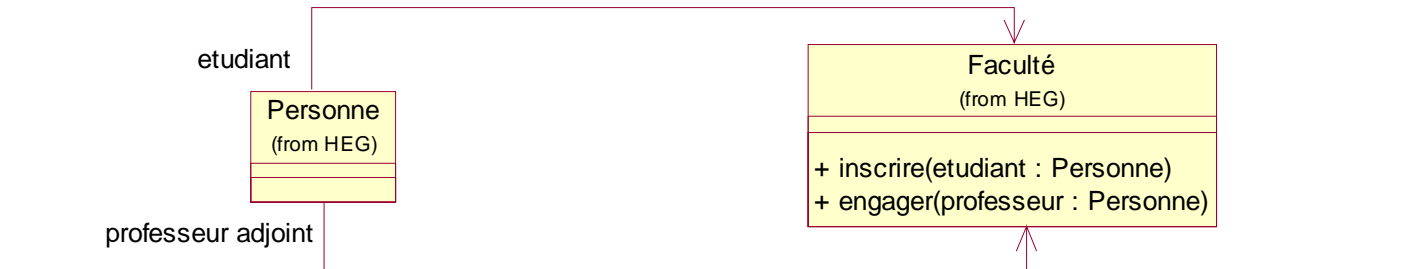 etudiant
Personne
(from HEG)
professeur adjoint
Faculté
(from HEG)
+ inscrire(etudiant : Personne)
+ engager(professeur : Personne)